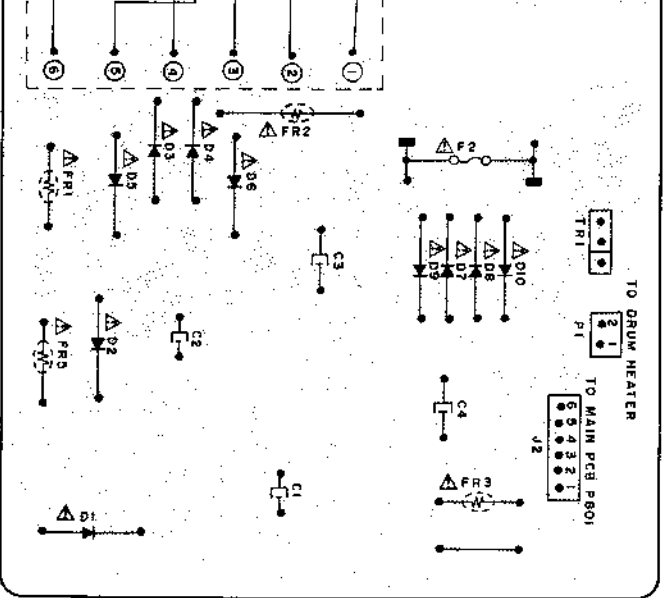 6 5 4 3 2 1
FR2
F2
FR1
D5
D3
D4
D6
TR1
C3
D9
D7
D8
D10
TO DRUM HEATER
2 1
P1
FR5
D2
C2
C4
TO MAIN PCB P801
6 5 4 3 2 1
J2
C1
FR3
D1